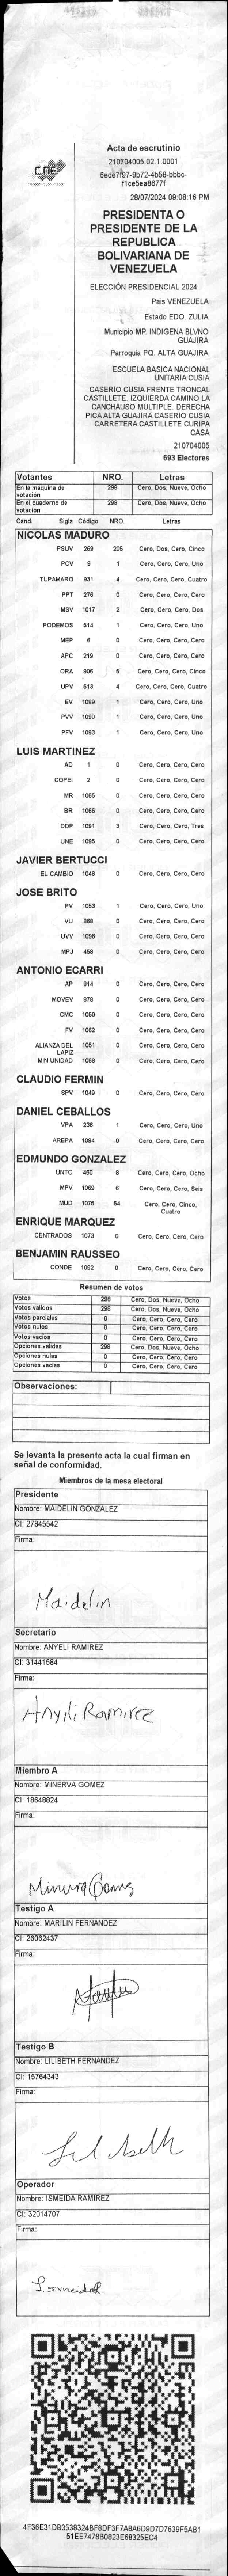 CNE
Acta de escrutinio
210704005.02.1.0001
6ede7f97-9b72-4b58-bbbc-
f1ce5ea8677f
28/07/2024 09:08:16 PM
PRESIDENTA O
PRESIDENTE DE LA
REPUBLICA
BOLIVARIANA DE
VENEZUELA
ELECCIÓN PRESIDENCIAL 2024
Pais VENEZUELA
Estado EDO. ZULIA
Municipio MP. INDIGENA BLVNO
GUAJIRA
Parroquia PQ. ALTA GUAJIRA
ESCUELA BASICA NACIONAL
UNITARIA CUSIA
CASERIO CUSIA FRENTE TRONCAL
CASTILLETE. IZQUIERDA CAMINO LA
CANCHAUSO MULTIPLE. DERECHA
PICA ALTA GUAJIRA CASERIO CUSIA
CARRETERA CASTILLETE CURIPA
CASA
210704005
693 Electores
Votantes NRO. Letras
En la máquina de votación 298 Cero, Dos, Nueve, Ocho
En el cuaderno de votación 298 Cero, Dos, Nueve, Ocho
Cand. Sigla Código NRO. Letras
NICOLAS MADURO
PSUV 269 205 Cero, Dos, Cero, Cinco
PCV 9 1 Cero, Cero, Cero, Uno
TUPAMARO 931 4 Cero, Cero, Cero, Cuatro
PPT 276 0 Cero, Cero, Cero, Cero
MSV 1017 2 Cero, Cero, Cero, Dos
PODEMOS 514 1 Cero, Cero, Cero, Uno
MEP 6 0 Cero, Cero, Cero, Cero
APC 219 0 Cero, Cero, Cero, Cero
ORA 906 5 Cero, Cero, Cero, Cinco
UPV 513 4 Cero, Cero, Cero, Cuatro
EV 1089 1 Cero, Cero, Cero, Uno
PVV 1090 1 Cero, Cero, Cero, Uno
PFV 1093 1 Cero, Cero, Cero, Uno
LUIS MARTINEZ
AD 1 0 Cero, Cero, Cero, Cero
COPEI 2 0 Cero, Cero, Cero, Cero
MR 1065 0 Cero, Cero, Cero, Cero
BR 1066 0 Cero, Cero, Cero, Cero
DDP 1091 3 Cero, Cero, Cero, Tres
UNE 1095 0 Cero, Cero, Cero, Cero
JAVIER BERTUCCI
EL CAMBIO 1048 0 Cero, Cero, Cero, Cero
JOSE BRITO
PV 1053 1 Cero, Cero, Cero, Uno
VU 868 0 Cero, Cero, Cero, Cero
UVV 1096 0 Cero, Cero, Cero, Cero
MPJ 458 0 Cero, Cero, Cero, Cero
ANTONIO ECARRI
AP 814 0 Cero, Cero, Cero, Cero
MOVEV 878 0 Cero, Cero, Cero, Cero
CMC 1050 0 Cero, Cero, Cero, Cero
FV 1062 0 Cero, Cero, Cero, Cero
ALIANZA DEL LAPIZ 1051 0 Cero, Cero, Cero, Cero
MIN UNIDAD 1068 0 Cero, Cero, Cero, Cero
CLAUDIO FERMIN
SPV 1049 0 Cero, Cero, Cero, Cero
DANIEL CEBALLOS
VPA 236 1 Cero, Cero, Cero, Uno
AREPA 1094 0 Cero, Cero, Cero, Cero
EDMUNDO GONZALEZ
UNTC 460 8 Cero, Cero, Cero, Ocho
MPV 1069 6 Cero, Cero, Cero, Seis
MUD 1075 54 Cero, Cero, Cinco, Cuatro
ENRIQUE MARQUEZ
CENTRADOS 1073 0 Cero, Cero, Cero, Cero
BENJAMIN RAUSSEO
CONDE 1092 0 Cero, Cero, Cero, Cero
Resumen de votos
Votos 298 Cero, Dos, Nueve, Ocho
Votos validos 298 Cero, Dos, Nueve, Ocho
Votos parciales 0 Cero, Cero, Cero, Cero
Votos nulos 0 Cero, Cero, Cero, Cero
Votos vacios 0 Cero, Cero, Cero, Cero
Opciones validas 298 Cero, Dos, Nueve, Ocho
Opciones nulas 0 Cero, Cero, Cero, Cero
Opciones vacias 0 Cero, Cero, Cero, Cero
Observaciones:
Se levanta la presente acta la cual firman en
señal de conformidad.
Miembros de la mesa electoral
Presidente
Nombre: MAIDELIN GONZALEZ
CI: 27845542
Firma:
Maidelin
Secretario
Nombre: ANYELI RAMIREZ
CI: 31441584
Firma:
Anyeli Ramirez
Miembro A
Nombre: MINERVA GOMEZ
CI: 18648824
Firma:
Minerva Gomez
Testigo A
Nombre: MARILIN FERNANDEZ
CI: 26062437
Firma:
Testigo B
Nombre: LILIBETH FERNANDEZ
CI: 15764343
Firma:
Lilibeth
Operador
Nombre: ISMEIDA RAMIREZ
CI: 32014707
Firma:
Ismeida R.
4F36E31DB3538324BF8DF3F7A8A6D9D7D7639F5AB1
51EE7478B0823E68325EC4